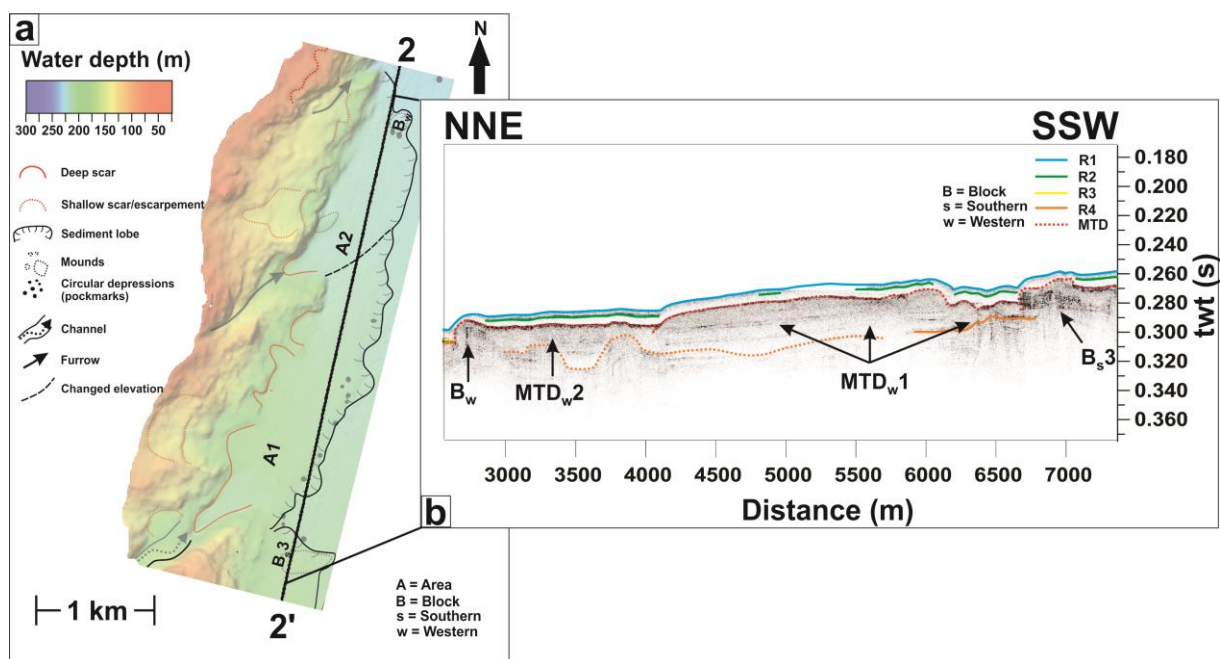 a
Water depth (m)
300 250 200 150 100 50
Deep scar
Shallow scar/escarpement
Sediment lobe
Mounds
Circular depressions
(pockmarks)
Channel
Furrow
Changed elevation
1 km
N
2
Bw
A2
A1
Bs3
2'
A = Area
B = Block
s = Southern
w = Western
b
NNE
SSW
B = Block
s = Southern
w = Western
R1
R2
R3
R4
MTD
Bw
MTDw2
MTDw1
Bs3
0.180
0.200
0.220
0.240
0.260
0.280
0.300
0.320
0.340
0.360
twt (s)
3000 3500 4000 4500 5000 5500 6000 6500 7000
Distance (m)